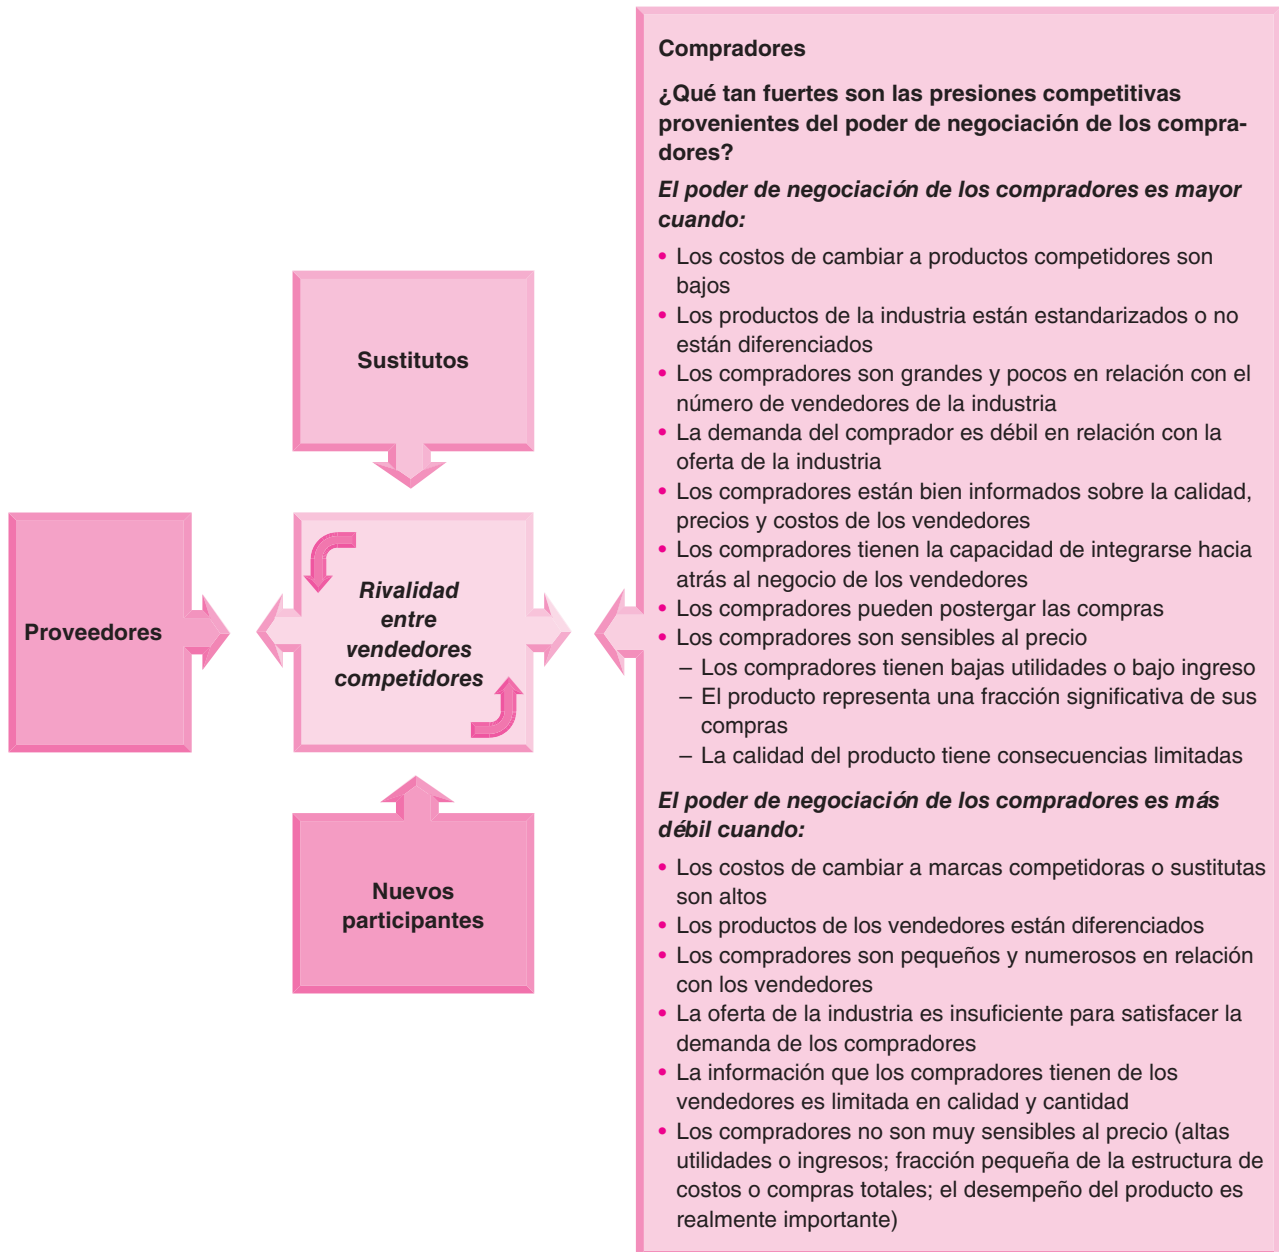 Compradores
¿Qué tan fuertes son las presiones competitivas
provenientes del poder de negociación de los compra-
dores?
El poder de negociación de los compradores es mayor
cuando:
• Los costos de cambiar a productos competidores son
bajos
• Los productos de la industria están estandarizados o no
están diferenciados
• Los compradores son grandes y pocos en relación con el
número de vendedores de la industria
• La demanda del comprador es débil en relación con la
oferta de la industria
• Los compradores están bien informados sobre la calidad,
precios y costos de los vendedores
• Los compradores tienen la capacidad de integrarse hacia
atrás al negocio de los vendedores
• Los compradores pueden postergar las compras
• Los compradores son sensibles al precio
– Los compradores tienen bajas utilidades o bajo ingreso
– El producto representa una fracción significativa de sus
compras
– La calidad del producto tiene consecuencias limitadas
El poder de negociación de los compradores es más
débil cuando:
• Los costos de cambiar a marcas competidoras o sustitutas
son altos
• Los productos de los vendedores están diferenciados
• Los compradores son pequeños y numerosos en relación
con los vendedores
• La oferta de la industria es insuficiente para satisfacer la
demanda de los compradores
• La información que los compradores tienen de los
vendedores es limitada en calidad y cantidad
• Los compradores no son muy sensibles al precio (altas
utilidades o ingresos; fracción pequeña de la estructura de
costos o compras totales; el desempeño del producto es
realmente importante)
Sustitutos
Proveedores
Rivalidad
entre
vendedores
competidores
Nuevos
participantes